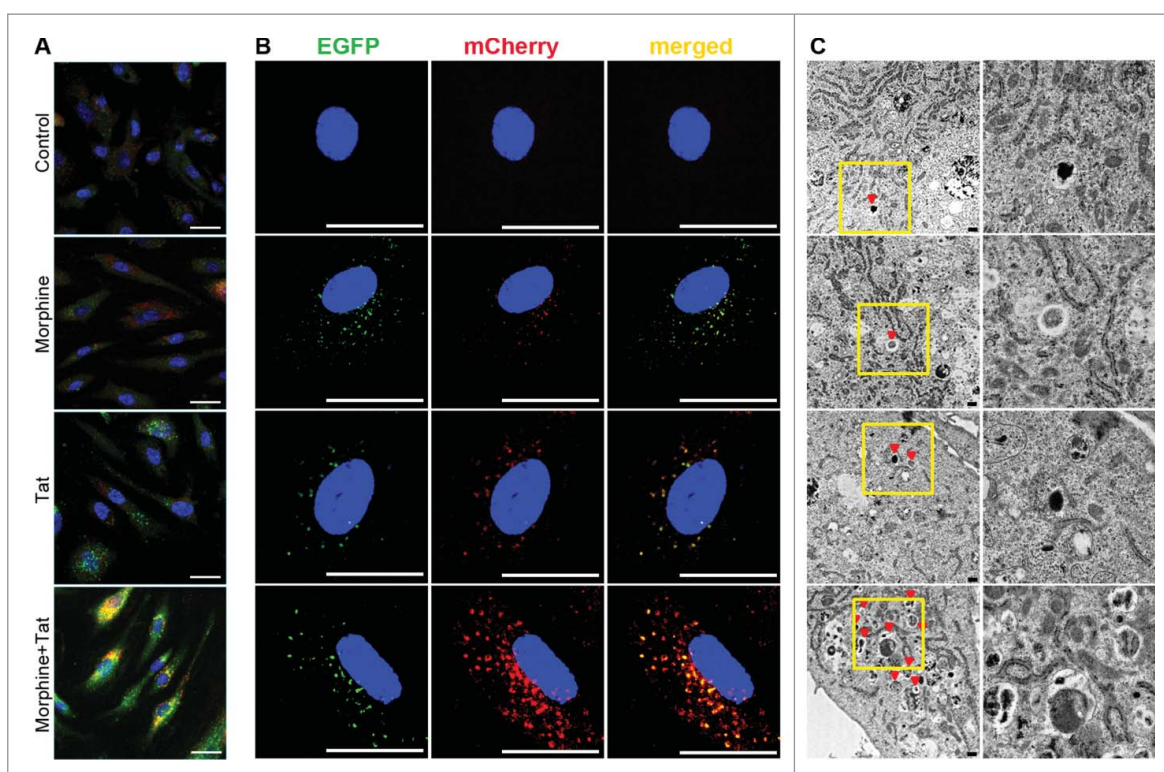 A
B
EGFP
mCherry
merged
C
Control
Morphine
Tat
Morphine+Tat